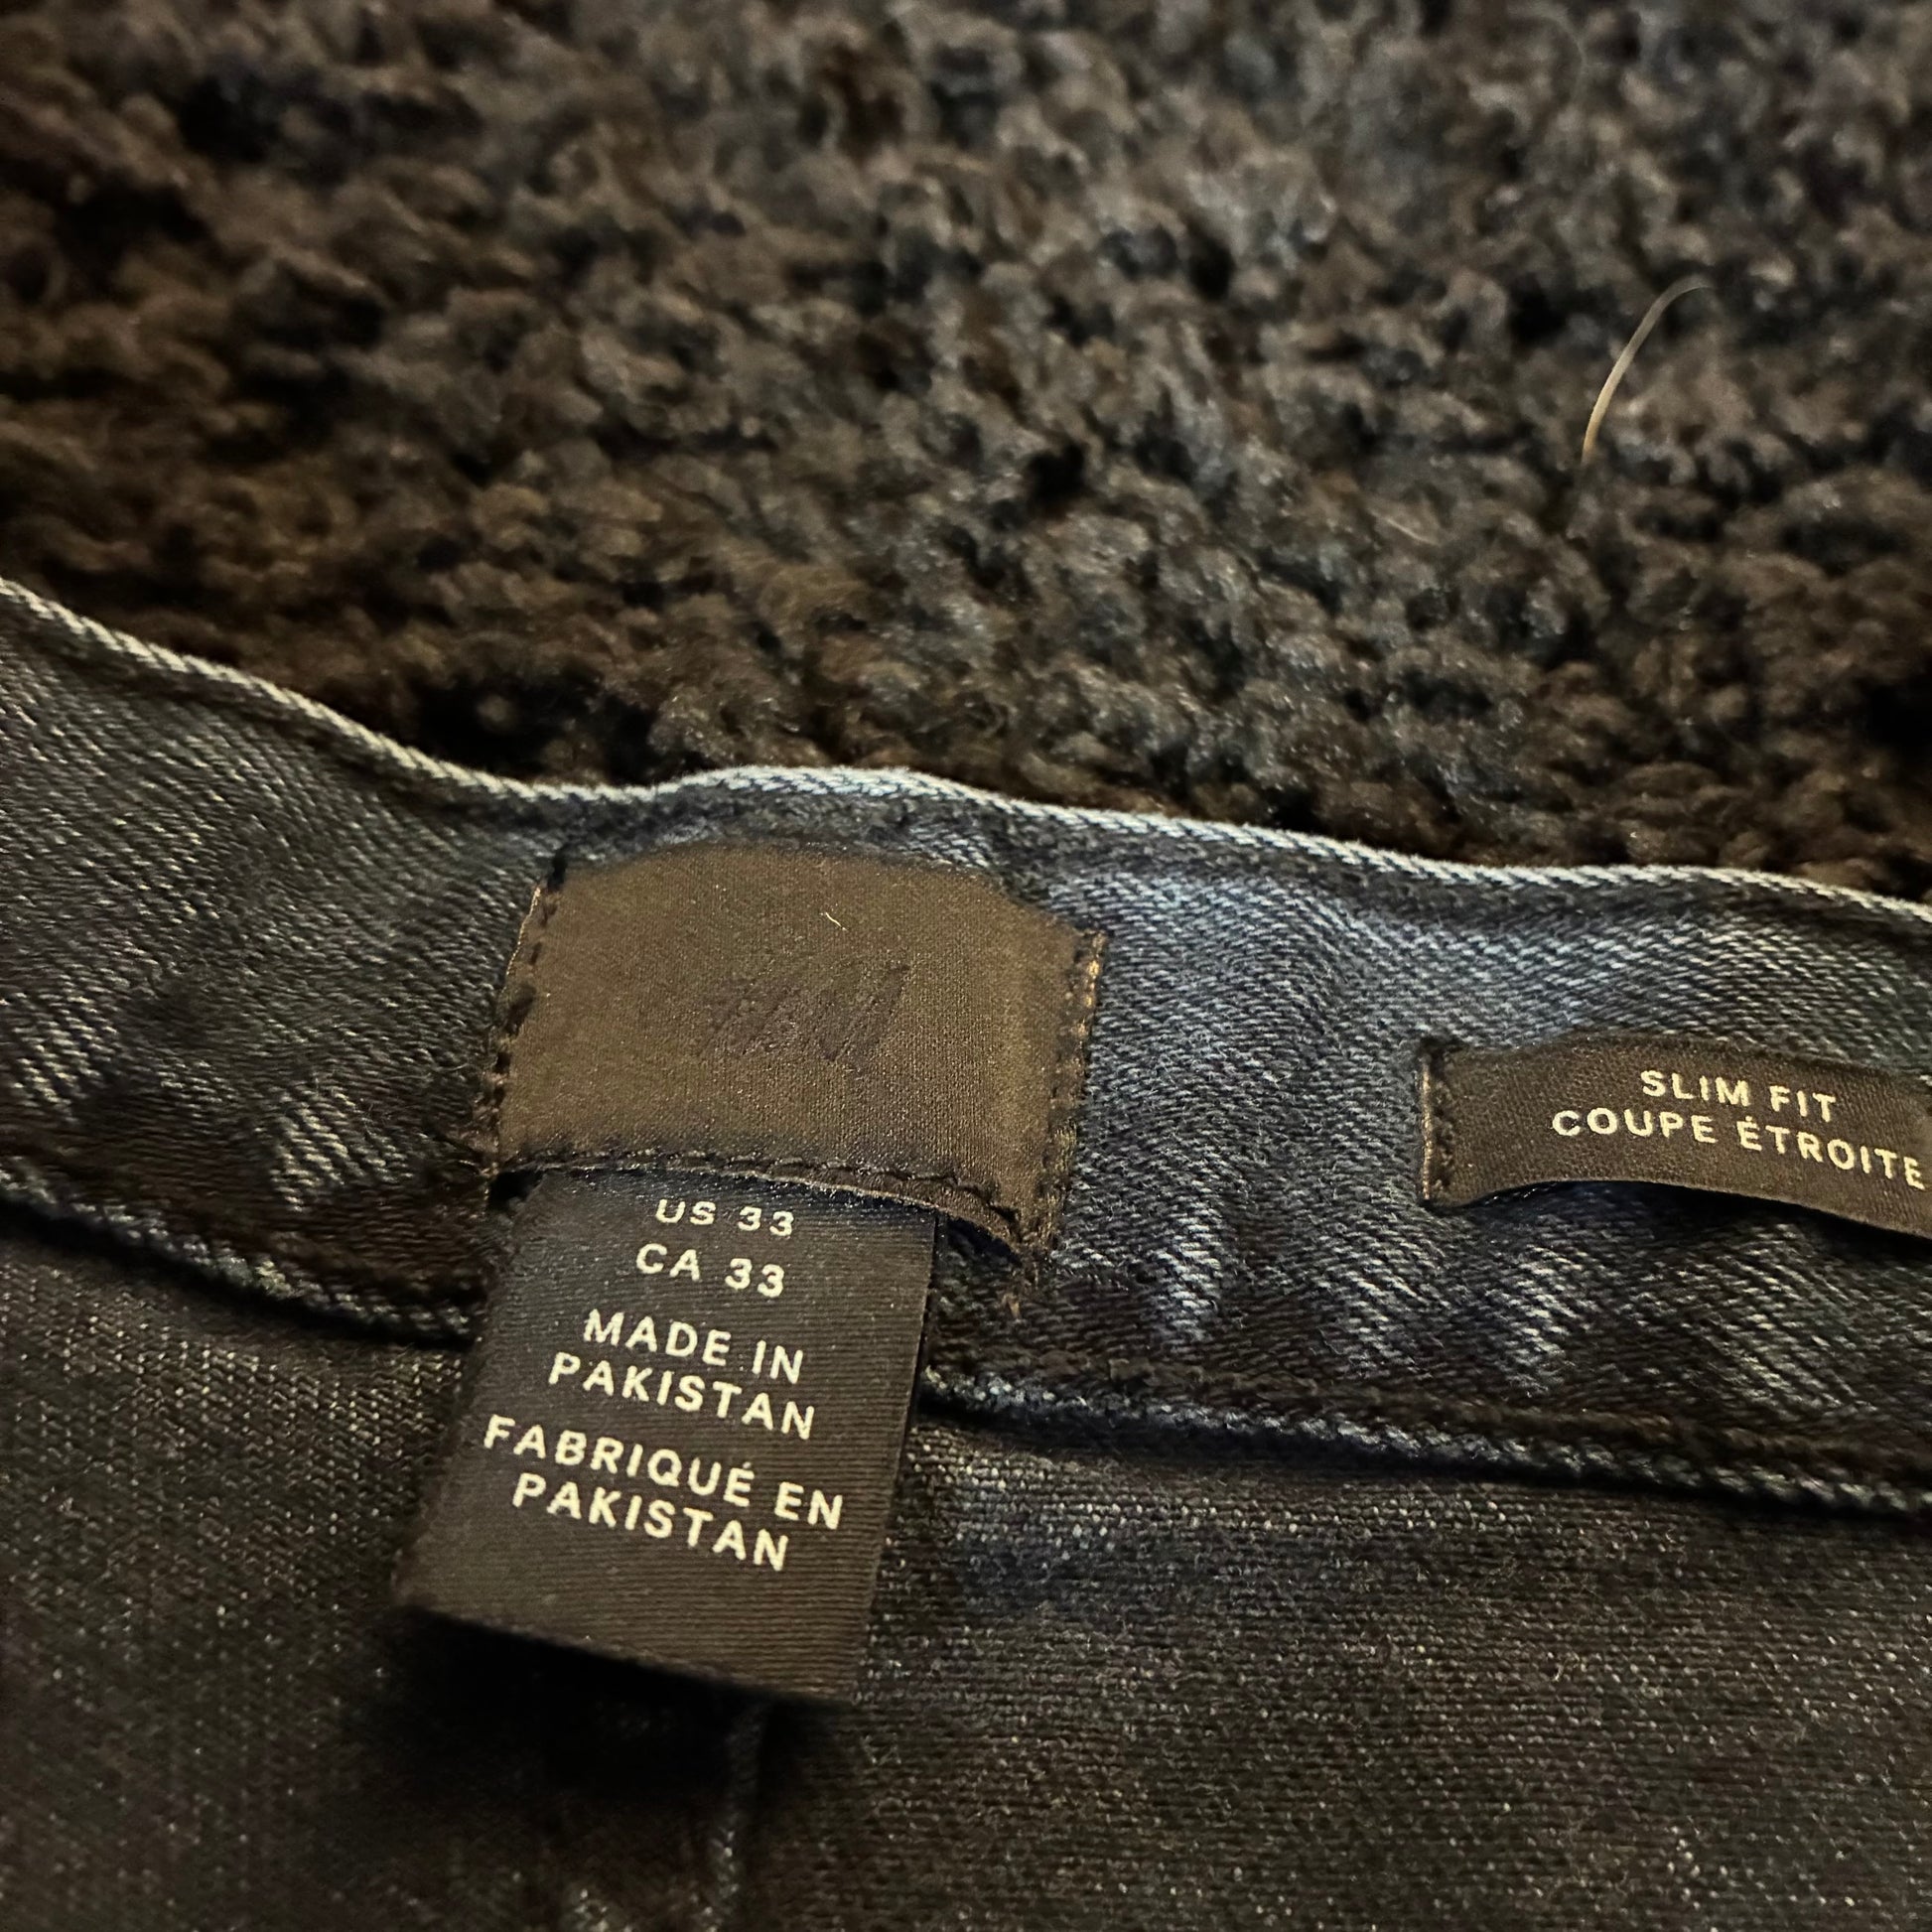 US 33
CA 33
MADE IN
PAKISTAN
FABRIQUÉ EN
PAKISTAN
SLIM FIT
COUPE ÉTROITE